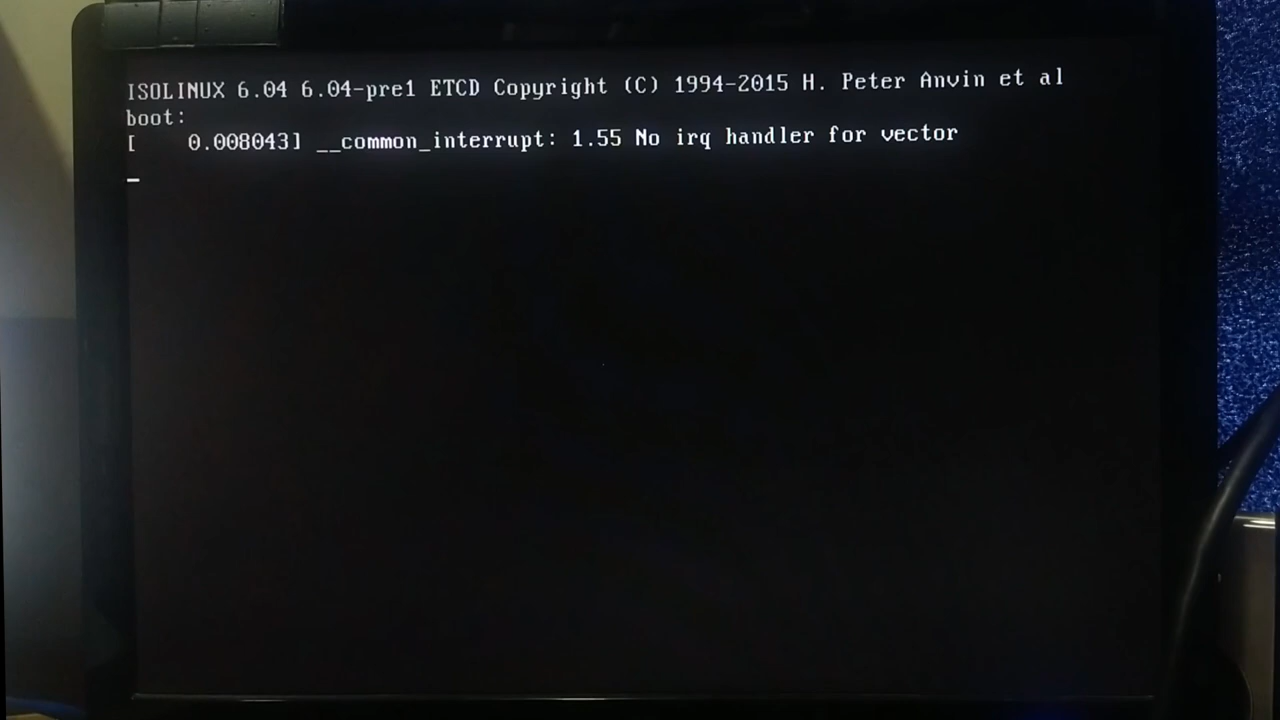 ISOLINUX 6.04 6.04-pre1 ETCD Copyright (C) 1994-2015 H. Peter Anvin et al
boot:
[    0.008043] __common_interrupt: 1.55 No irq handler for vector
_